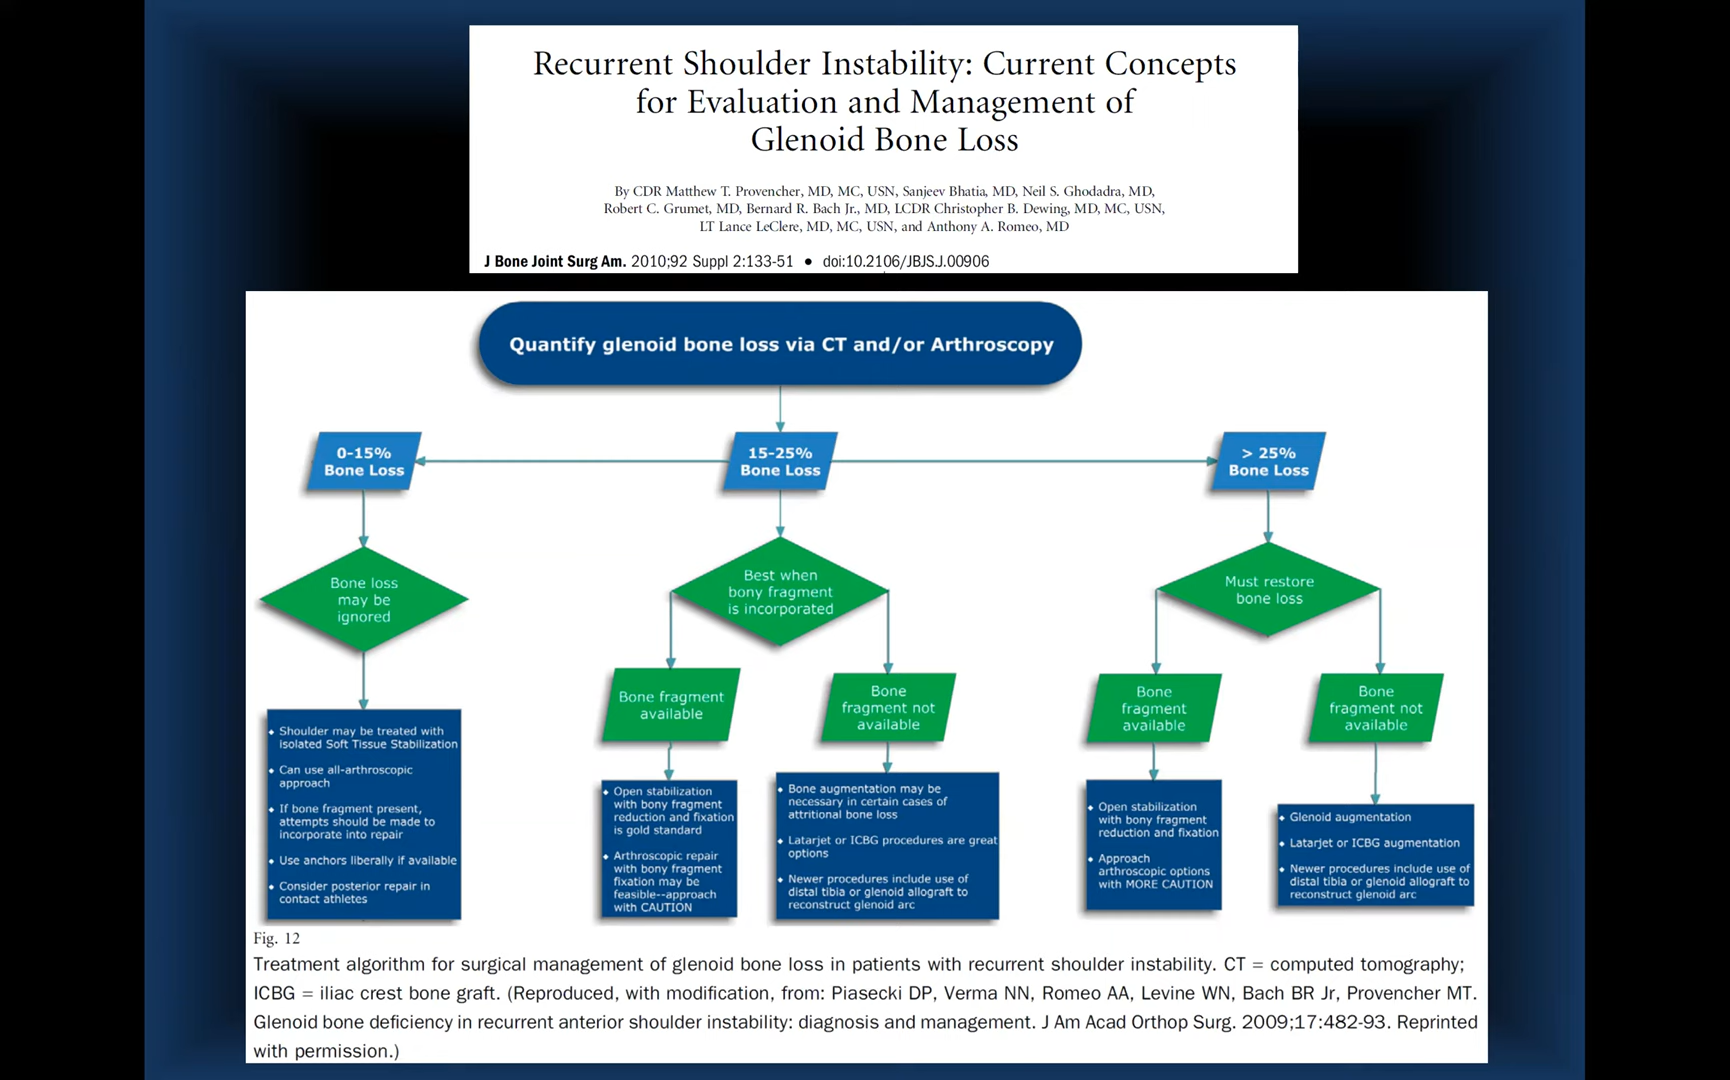 Recurrent Shoulder Instability: Current Concepts
for Evaluation and Management of
Glenoid Bone Loss
By CDR Matthew T. Provencher, MD, MC, USN, Sanjeev Bhatia, MD, Neil S. Ghodadra, MD,
Robert C. Grumet, MD, Bernard R. Bach Jr., MD, LCDR Christopher B. Dewing, MD, MC, USN,
LT Lance LeClere, MD, MC, USN, and Anthony A. Romeo, MD
J Bone Joint Surg Am. 2010;92 Suppl 2:133-51 • doi:10.2106/JBJS.J.00906
Quantify glenoid bone loss via CT and/or Arthroscopy
0-15%
Bone Loss
15-25%
Bone Loss
> 25%
Bone Loss
Bone loss
may be
ignored
Best when
bony fragment
is incorporated
Must restore
bone loss
Bone fragment
available
Bone
fragment not
available
Bone
fragment
available
Bone
fragment not
available
Shoulder may be treated with
isolated Soft Tissue Stabilization
Can use all-arthroscopic
approach
If bone fragment present,
attempts should be made to
incorporate into repair
Use anchors liberally if available
Consider posterior repair in
contact athletes
Open stabilization
with bony fragment
reduction and fixation
is gold standard
Arthroscopic repair
with bony fragment
fixation may be
feasible--approach
with CAUTION
Bone augmentation may be
necessary in certain cases of
attritional bone loss
Latarjet or ICBG procedures are great
options
Newer procedures include use of
distal tibia or glenoid allograft to
reconstruct glenoid arc
Open stabilization
with bony fragment
reduction and fixation
Approach
arthroscopic options
with MORE CAUTION
Glenoid augmentation
Latarjet or ICBG augmentation
Newer procedures include use of
distal tibia or glenoid allograft to
reconstruct glenoid arc
Fig. 12
Treatment algorithm for surgical management of glenoid bone loss in patients with recurrent shoulder instability. CT = computed tomography;
ICBG = iliac crest bone graft. (Reproduced, with modification, from: Piasecki DP, Verma NN, Romeo AA, Levine WN, Bach BR Jr, Provencher MT.
Glenoid bone deficiency in recurrent anterior shoulder instability: diagnosis and management. J Am Acad Orthop Surg. 2009;17:482-93. Reprinted
with permission.)